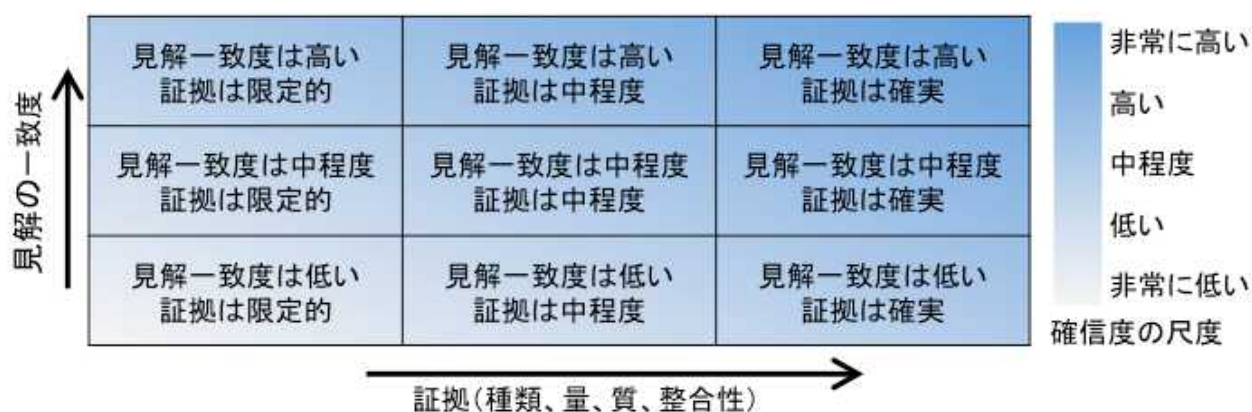 見解の一致度
見解一致度は高い
証拠は限定的
見解一致度は高い
証拠は中程度
見解一致度は高い
証拠は確実
見解一致度は中程度
証拠は限定的
見解一致度は中程度
証拠は中程度
見解一致度は中程度
証拠は確実
見解一致度は低い
証拠は限定的
見解一致度は低い
証拠は中程度
見解一致度は低い
証拠は確実
証拠(種類、量、質、整合性)
非常に高い
高い
中程度
低い
非常に低い
確信度の尺度